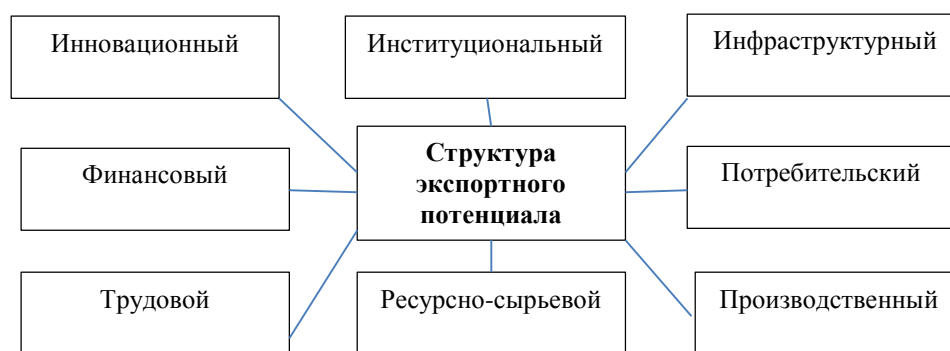 Инновационный
Институциональный
Инфраструктурный
Структура
экспортного
потенциала
Финансовый
Потребительский
Трудовой
Ресурсно-сырьевой
Производственный